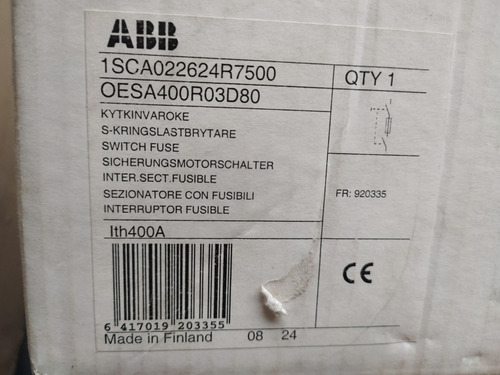 ABB
1SCA022624R7500
QTY 1
OESA400R03D80
KYTKINVAROKE
S-KRINGSLASTBRYTARE
SWITCH FUSE
SICHERUNGSMOTORSCHALTER
INTER.SECT.FUSIBLE
SEZIONATORE CON FUSIBILI
INTERRUPTOR FUSIBLE
FR: 920335
Ith400A
CE
6 417019 203355
Made in Finland 08 24